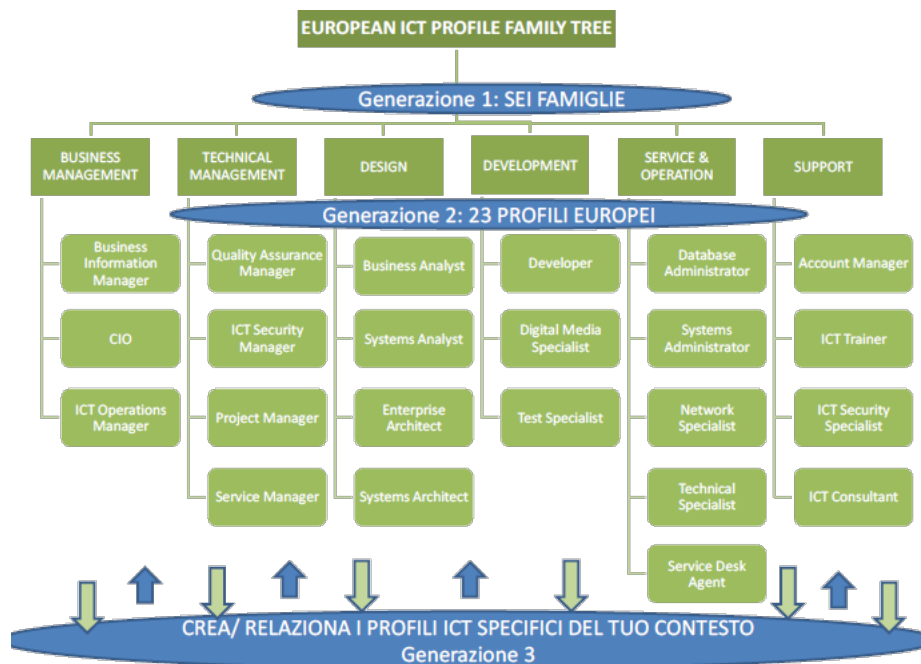 EUROPEAN ICT PROFILE FAMILY TREE
Generazione 1: SEI FAMIGLIE
BUSINESS
MANAGEMENT
TECHNICAL
MANAGEMENT
DESIGN
DEVELOPMENT
SERVICE &
OPERATION
SUPPORT
Generazione 2: 23 PROFILI EUROPEI
Business
Information
Manager
Quality Assurance
Manager
Business Analyst
Developer
Database
Administrator
Account Manager
CIO
ICT Security
Manager
Systems Analyst
Digital Media
Specialist
Systems
Administrator
ICT Trainer
ICT Operations
Manager
Project Manager
Enterprise
Architect
Test Specialist
Network
Specialist
ICT Security
Specialist
Service Manager
Systems Architect
Technical
Specialist
ICT Consultant
Service Desk
Agent
CREA/ RELAZIONA I PROFILI ICT SPECIFICI DEL TUO CONTESTO
Generazione 3